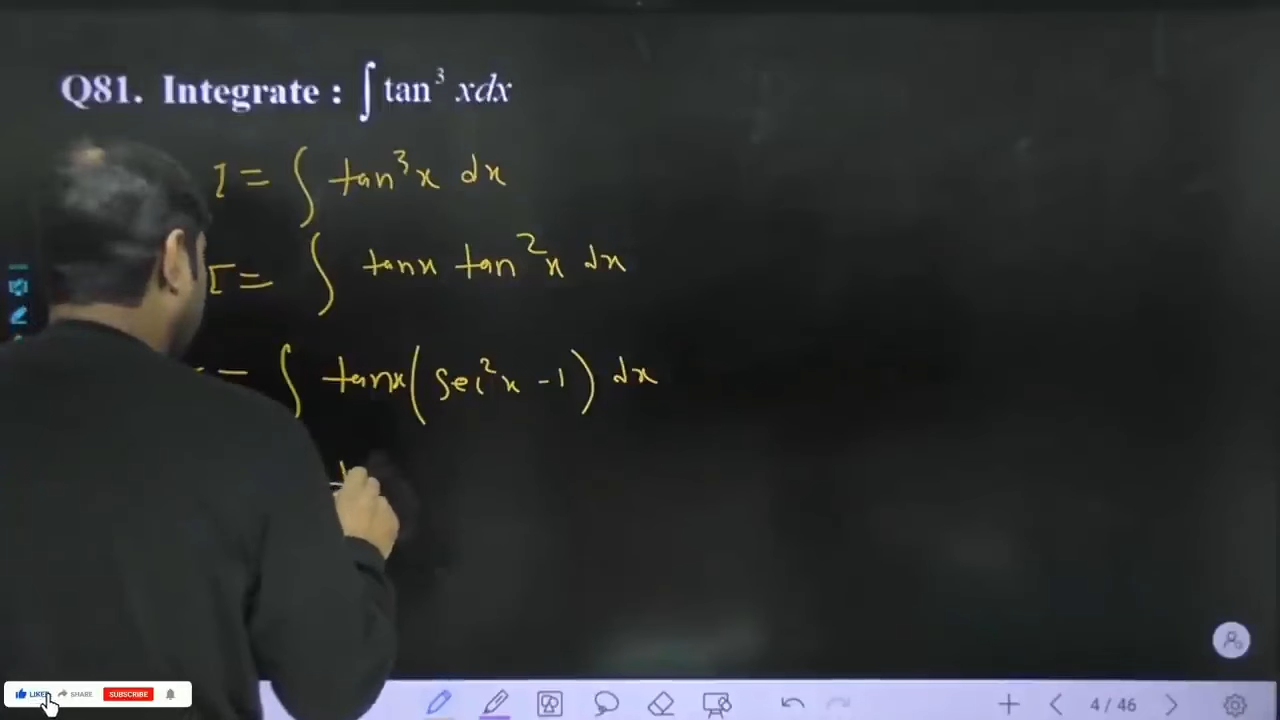 Q81. Integrate : ∫ tan³ xdx
I = ∫ tan³x dx
I = ∫ tanx tan²x dx
= ∫ tanx (sec²x - 1) dx
LIKE SHARE SUBSCRIBE
4 / 46